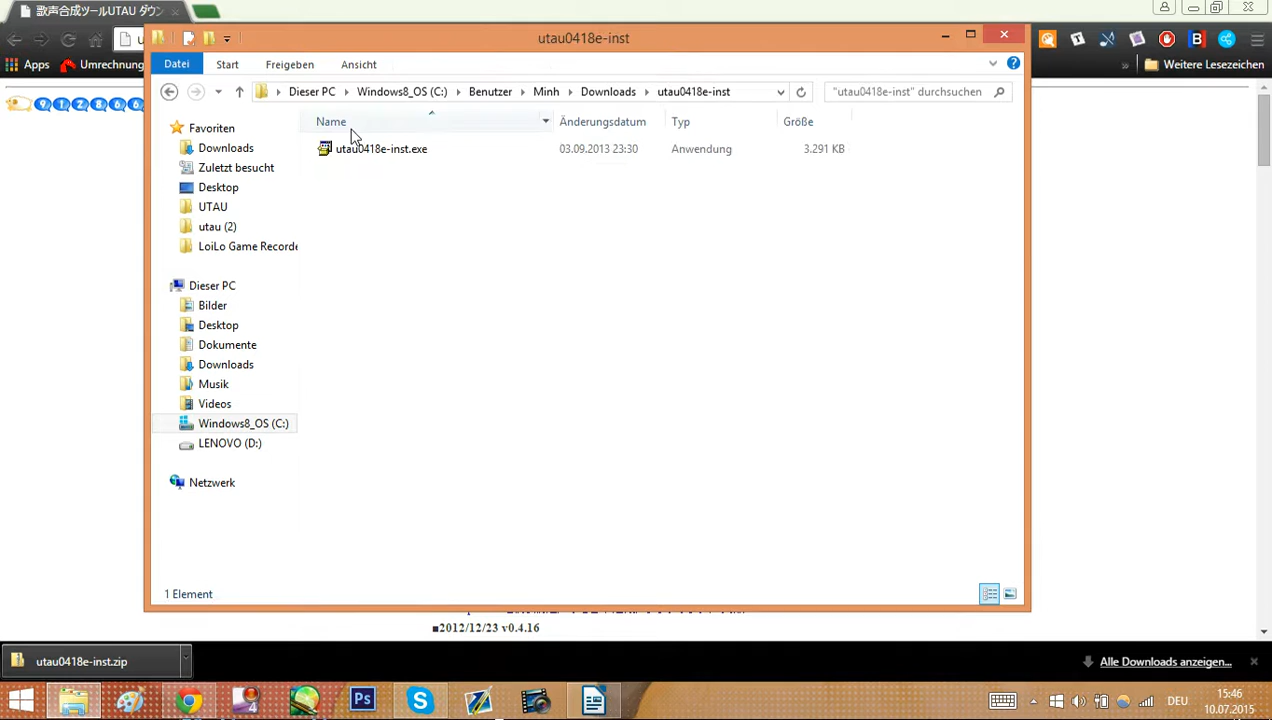 歌声合成ツールUTAU ダウン
utau0418e-inst
u
Apps
Umrechnung
Weitere Lesezeichen
Datei
Start
Freigeben
Ansicht
Dieser PC
Windows8_OS (C:)
Benutzer
Minh
Downloads
utau0418e-inst
"utau0418e-inst" durchsuchen
Name
Änderungsdatum
Typ
Größe
utau0418e-inst.exe
03.09.2013 23:30
Anwendung
3.291 KB
Favoriten
Downloads
Zuletzt besucht
Desktop
UTAU
utau (2)
LoiLo Game Recorde
Dieser PC
Bilder
Desktop
Dokumente
Downloads
Musik
Videos
Windows8_OS (C:)
LENOVO (D:)
Netzwerk
1 Element
■2012/12/23 v0.4.16
utau0418e-inst.zip
Alle Downloads anzeigen...
DEU
15:46
10.07.2015